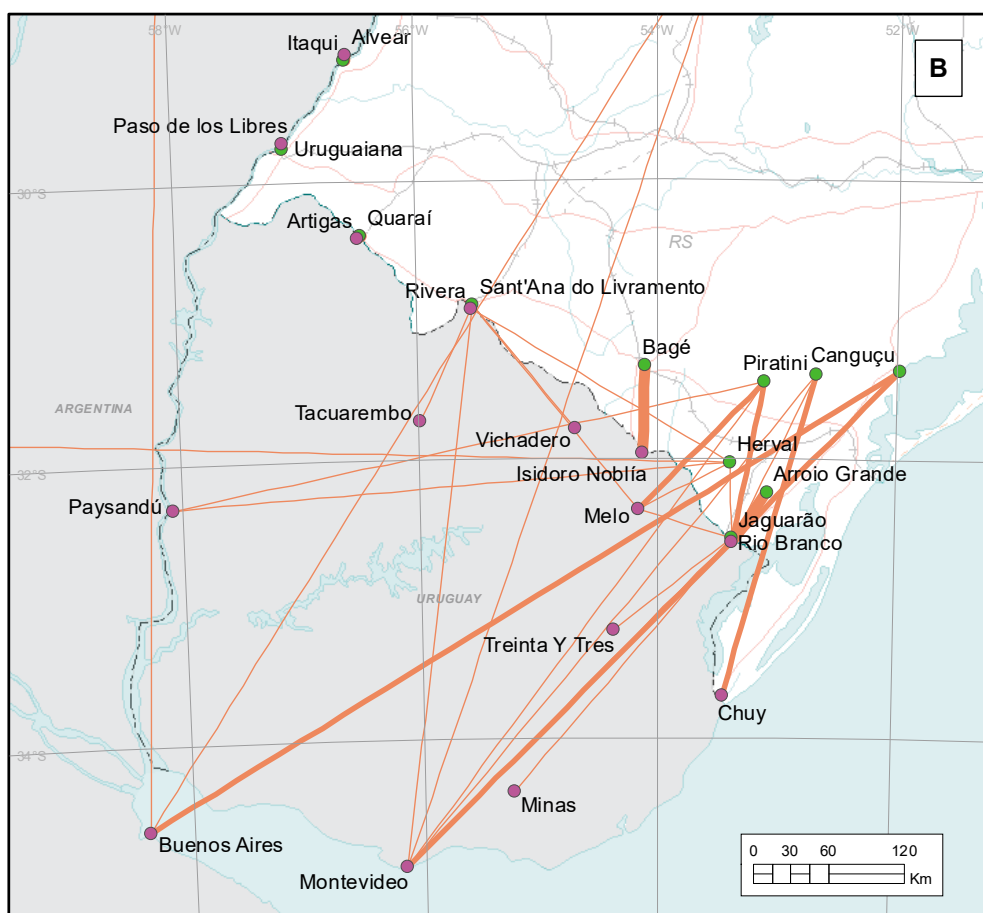 58°W
56°W
54°W
52°W
B
Alvear
Itaqui
Paso de los Libres
Uruguaiana
30°S
Quaraí
Artigas
RS
Sant'Ana do Livramento
Rivera
Bagé
Piratini
Canguçu
ARGENTINA
Tacuarembo
Vichadero
Herval
32°S
Isidoro Noblía
Arroio Grande
Paysandú
Melo
Jaguarão
Rio Branco
URUGUAY
Treinta Y Tres
Chuy
34°S
Minas
Buenos Aires
Montevideo
0 30 60 120
Km